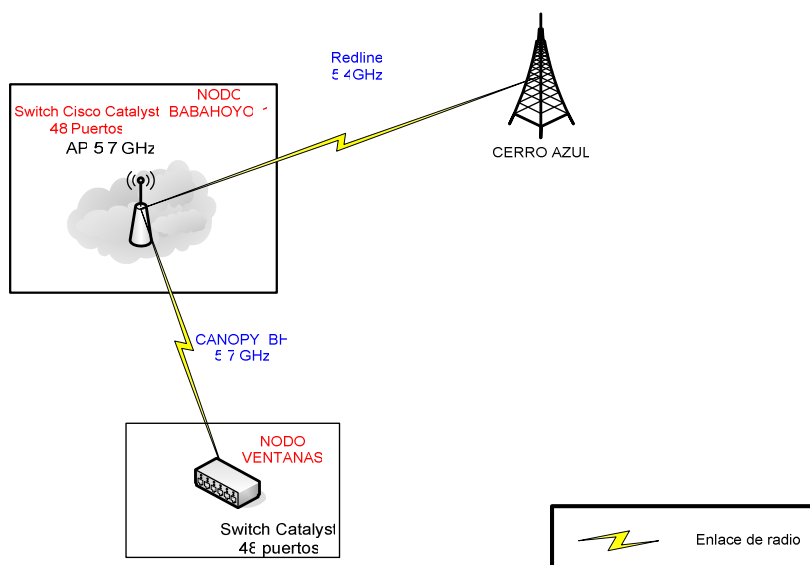 Redline
5 4GHz
NODO
Switch Cisco Catalyst BABAHOYO
48 Puertos
AP 5 7 GHz
CERRO AZUL
CANOPY BH
5 7 GHz
NODO
VENTANAS
Switch Catalyst
48 puertos
Enlace de radio